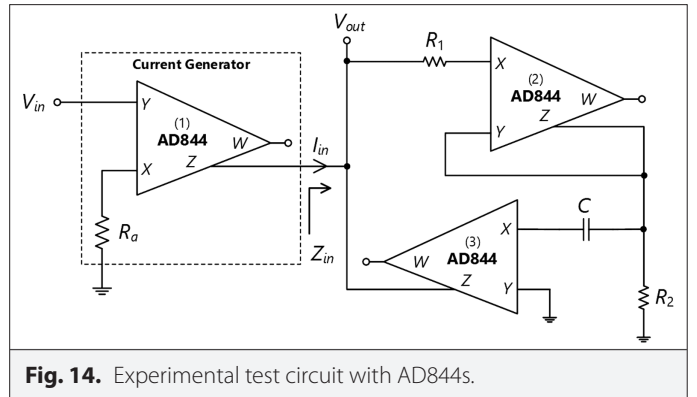 V_out
R_1
Current Generator
X
(2)
AD844
W
Z
Y
V_in
Y
(1)
AD844
W
Z
X
I_in
R_a
Z_in
C
X
(3)
AD844
W
Z
Y
R_2
Fig. 14. Experimental test circuit with AD844s.